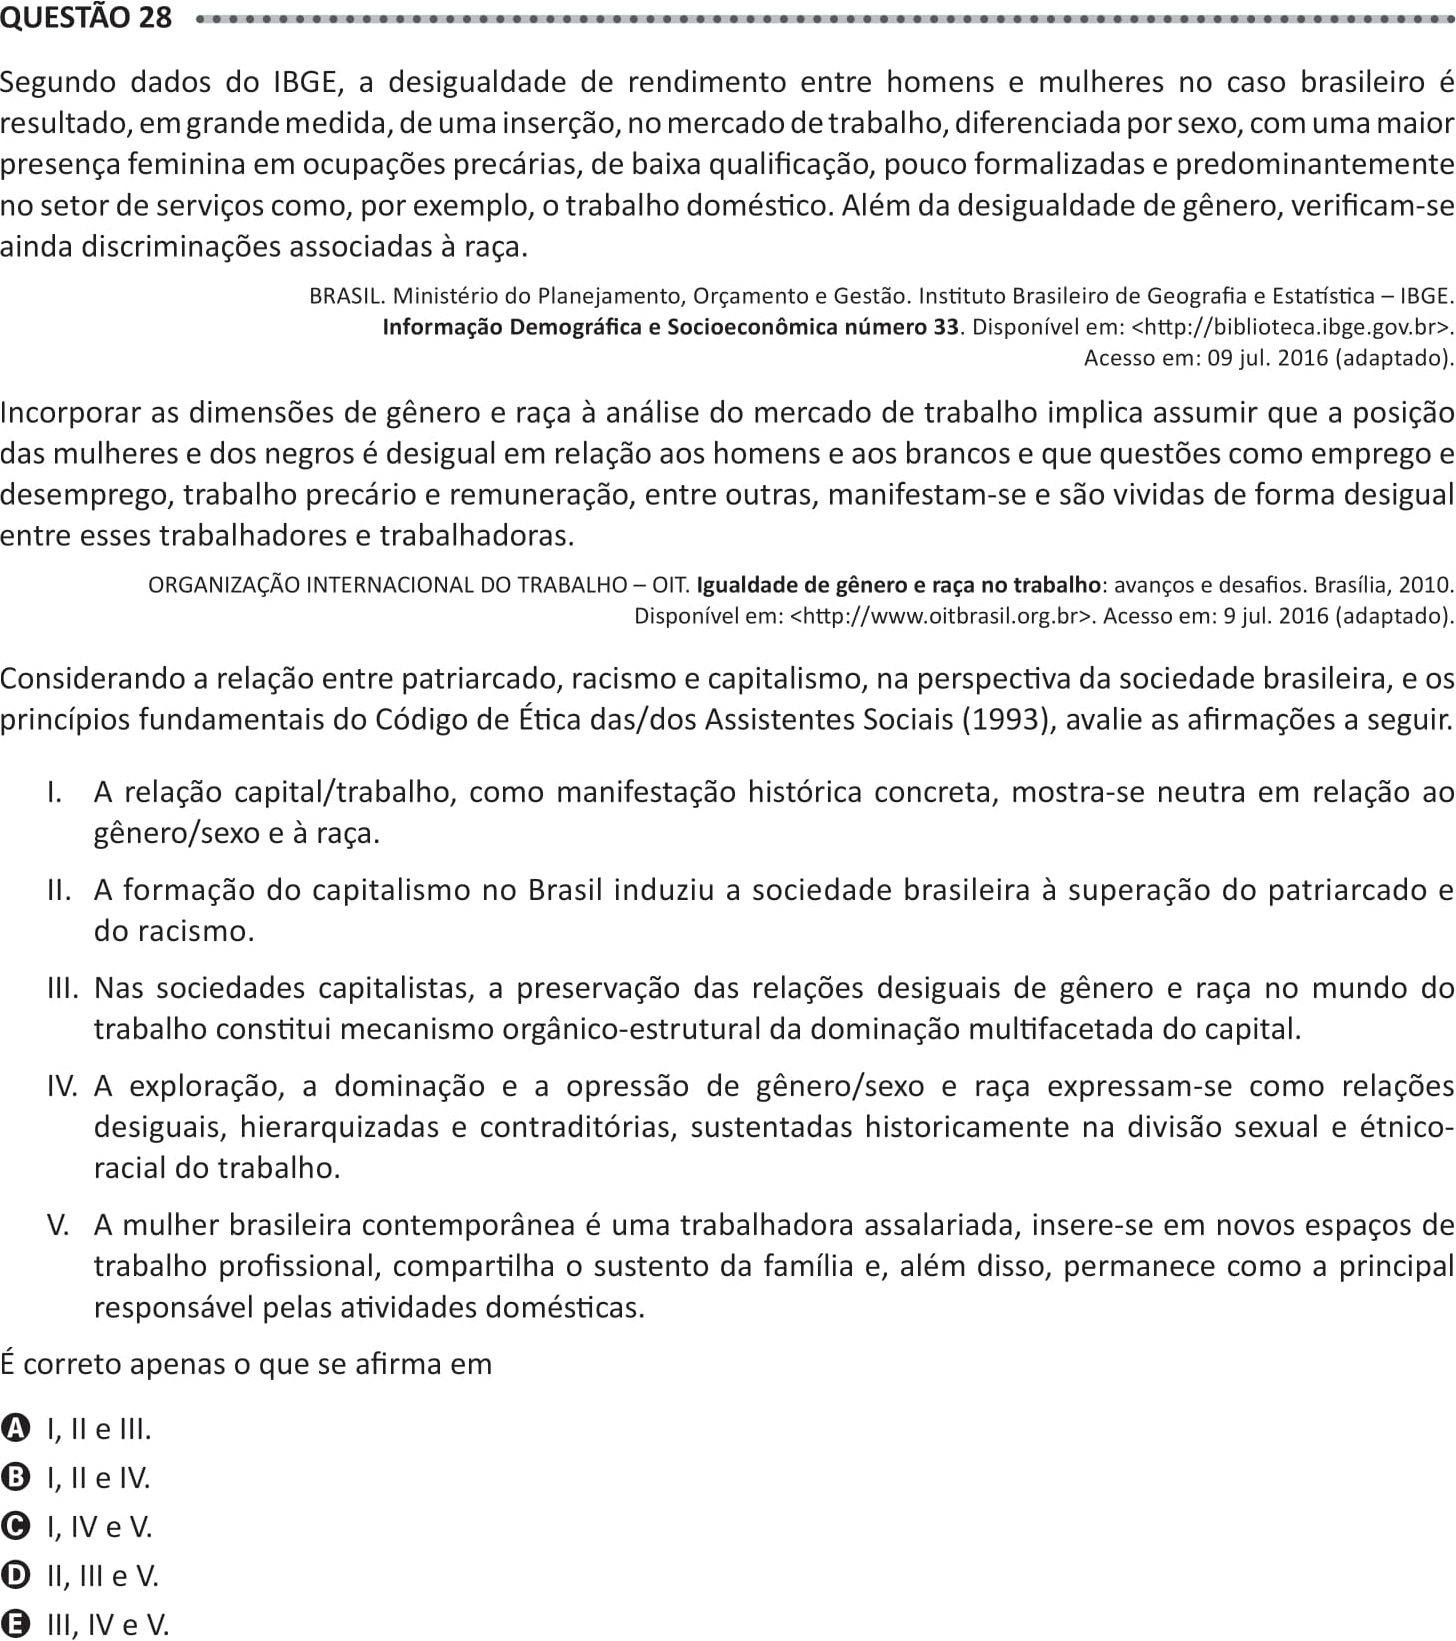 QUESTÃO 28
Segundo dados do IBGE, a desigualdade de rendimento entre homens e mulheres no caso brasileiro é
resultado, em grande medida, de uma inserção, no mercado de trabalho, diferenciada por sexo, com uma maior
presença feminina em ocupações precárias, de baixa qualificação, pouco formalizadas e predominantemente
no setor de serviços como, por exemplo, o trabalho doméstico. Além da desigualdade de gênero, verificam-se
ainda discriminações associadas à raça.
BRASIL. Ministério do Planejamento, Orçamento e Gestão. Instituto Brasileiro de Geografia e Estatística – IBGE.
Informação Demográfica e Socioeconômica número 33. Disponível em: <http://biblioteca.ibge.gov.br>.
Acesso em: 09 jul. 2016 (adaptado).
Incorporar as dimensões de gênero e raça à análise do mercado de trabalho implica assumir que a posição
das mulheres e dos negros é desigual em relação aos homens e aos brancos e que questões como emprego e
desemprego, trabalho precário e remuneração, entre outras, manifestam-se e são vividas de forma desigual
entre esses trabalhadores e trabalhadoras.
ORGANIZAÇÃO INTERNACIONAL DO TRABALHO – OIT. Igualdade de gênero e raça no trabalho: avanços e desafios. Brasília, 2010.
Disponível em: <http://www.oitbrasil.org.br>. Acesso em: 9 jul. 2016 (adaptado).
Considerando a relação entre patriarcado, racismo e capitalismo, na perspectiva da sociedade brasileira, e os
princípios fundamentais do Código de Ética das/dos Assistentes Sociais (1993), avalie as afirmações a seguir.
I. A relação capital/trabalho, como manifestação histórica concreta, mostra-se neutra em relação ao
gênero/sexo e à raça.
II. A formação do capitalismo no Brasil induziu a sociedade brasileira à superação do patriarcado e
do racismo.
III. Nas sociedades capitalistas, a preservação das relações desiguais de gênero e raça no mundo do
trabalho constitui mecanismo orgânico-estrutural da dominação multifacetada do capital.
IV. A exploração, a dominação e a opressão de gênero/sexo e raça expressam-se como relações
desiguais, hierarquizadas e contraditórias, sustentadas historicamente na divisão sexual e étnico-
racial do trabalho.
V. A mulher brasileira contemporânea é uma trabalhadora assalariada, insere-se em novos espaços de
trabalho profissional, compartilha o sustento da família e, além disso, permanece como a principal
responsável pelas atividades domésticas.
É correto apenas o que se afirma em
A I, II e III.
B I, II e IV.
C I, IV e V.
D II, III e V.
E III, IV e V.